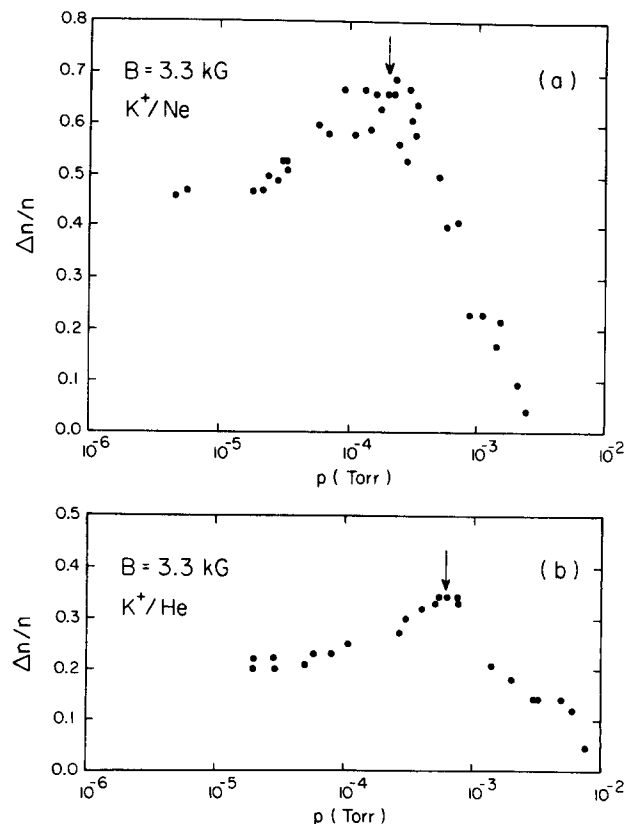 0.8
0.7
0.6
0.5
0.4
0.3
0.2
0.1
0.0
Δn/n
B = 3.3 kG
K⁺/Ne
(a)
10⁻⁶ 10⁻⁵ 10⁻⁴ 10⁻³ 10⁻²
p (Torr)
0.5
0.4
0.3
0.2
0.1
0.0
Δn/n
B = 3.3 kG
K⁺/He
(b)
10⁻⁶ 10⁻⁵ 10⁻⁴ 10⁻³ 10⁻²
p (Torr)